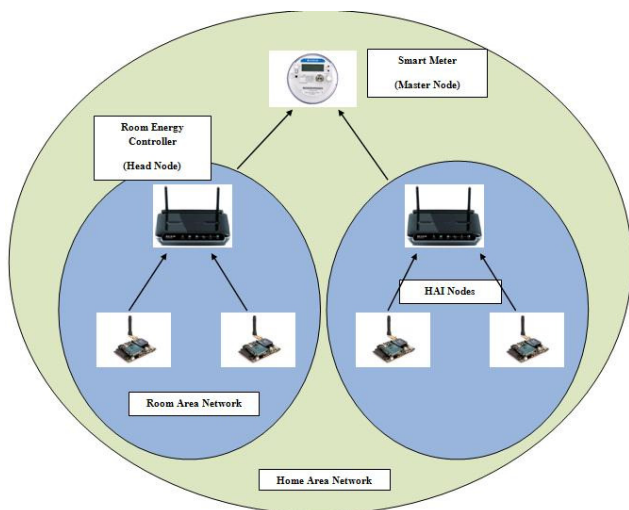 Smart Meter
(Master Node)
Room Energy
Controller
(Head Node)
HAI Nodes
Room Area Network
Home Area Network